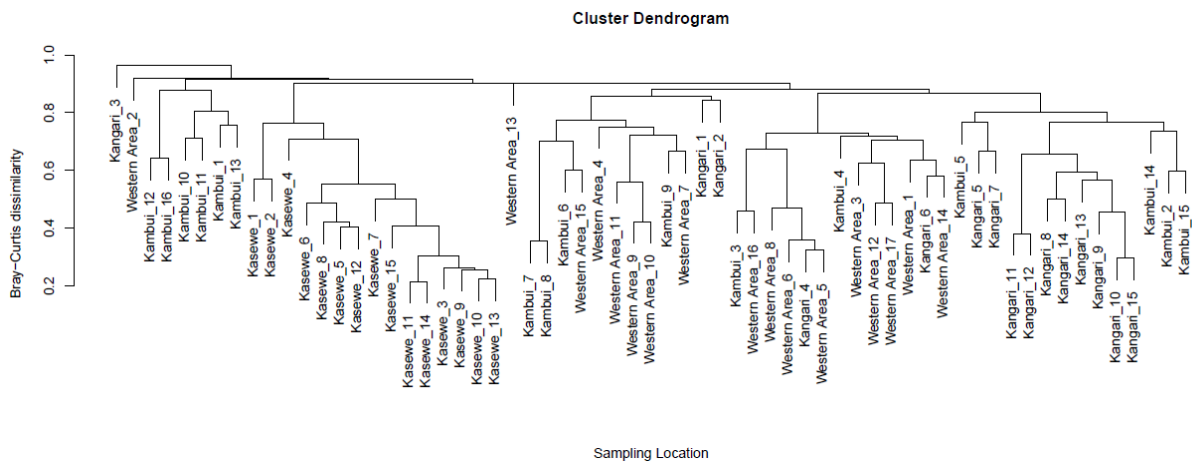 Cluster Dendrogram
Bray−Curtis dissimilarity
1.0
0.8
0.6
0.4
0.2
Kangari_3
Western Area_2
Kambui_12
Kambui_16
Kambui_10
Kambui_11
Kambui_1
Kambui_13
Kasewe_1
Kasewe_2
Kasewe_4
Kasewe_6
Kasewe_8
Kasewe_5
Kasewe_12
Kasewe_7
Kasewe_15
Kasewe_11
Kasewe_14
Kasewe_3
Kasewe_9
Kasewe_10
Kasewe_13
Western Area_13
Kambui_7
Kambui_8
Kambui_6
Western Area_15
Western Area_4
Western Area_11
Western Area_9
Western Area_10
Kambui_9
Western Area_7
Kangari_1
Kangari_2
Kambui_3
Western Area_16
Western Area_8
Western Area_6
Kangari_4
Western Area_5
Kambui_4
Western Area_3
Western Area_12
Western Area_17
Western Area_1
Kangari_6
Western Area_14
Kambui_5
Kangari_5
Kangari_7
Kangari_11
Kangari_12
Kangari_8
Kangari_14
Kangari_13
Kangari_9
Kangari_10
Kangari_15
Kambui_14
Kambui_2
Kambui_15
Sampling Location